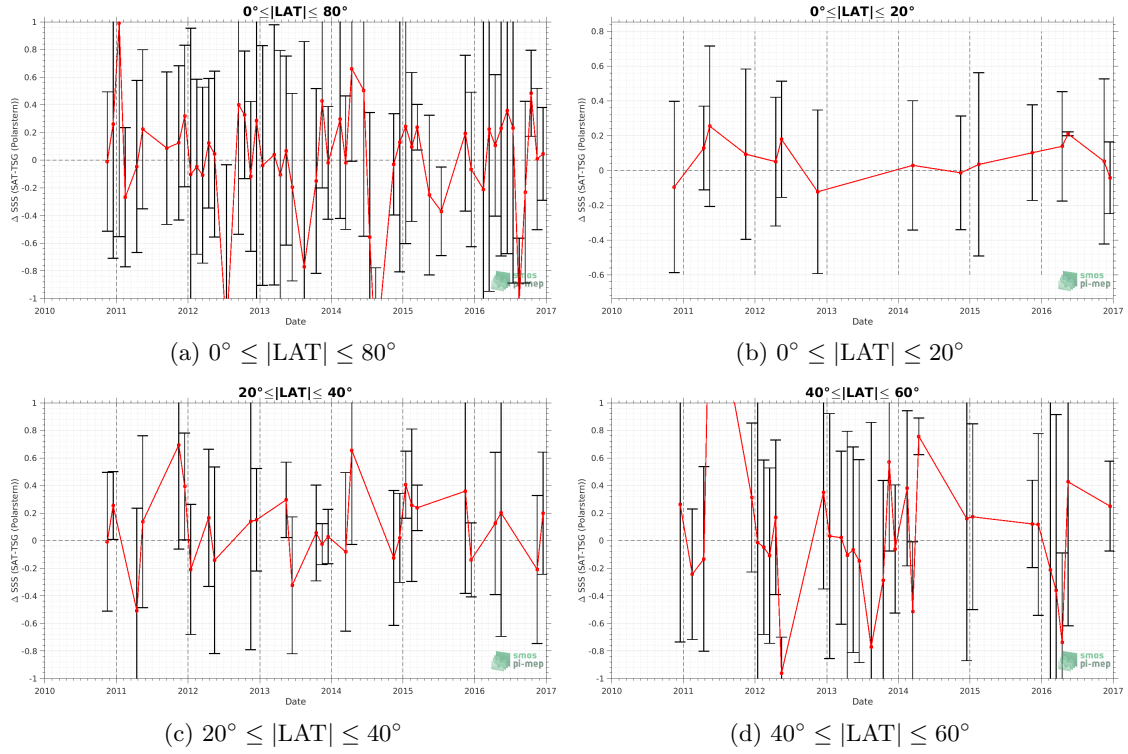 0°≤|LAT|≤ 80°
Δ SSS (SAT-TSG (Polarstern))
1
0.8
0.6
0.4
0.2
0
-0.2
-0.4
-0.6
-0.8
-1
smos
pi-mep
2010 2011 2012 2013 2014 2015 2016 2017
Date
(a) 0° ≤ |LAT| ≤ 80°
0°≤|LAT|≤ 20°
Δ SSS (SAT-TSG (Polarstern))
0.8
0.6
0.4
0.2
0
-0.2
-0.4
-0.6
smos
pi-mep
2010 2011 2012 2013 2014 2015 2016 2017
Date
(b) 0° ≤ |LAT| ≤ 20°
20°≤|LAT|≤ 40°
Δ SSS (SAT-TSG (Polarstern))
1
0.8
0.6
0.4
0.2
0
-0.2
-0.4
-0.6
-0.8
-1
smos
pi-mep
2010 2011 2012 2013 2014 2015 2016 2017
Date
(c) 20° ≤ |LAT| ≤ 40°
40°≤|LAT|≤ 60°
Δ SSS (SAT-TSG (Polarstern))
1
0.8
0.6
0.4
0.2
0
-0.2
-0.4
-0.6
-0.8
-1
smos
pi-mep
2010 2011 2012 2013 2014 2015 2016 2017
Date
(d) 40° ≤ |LAT| ≤ 60°